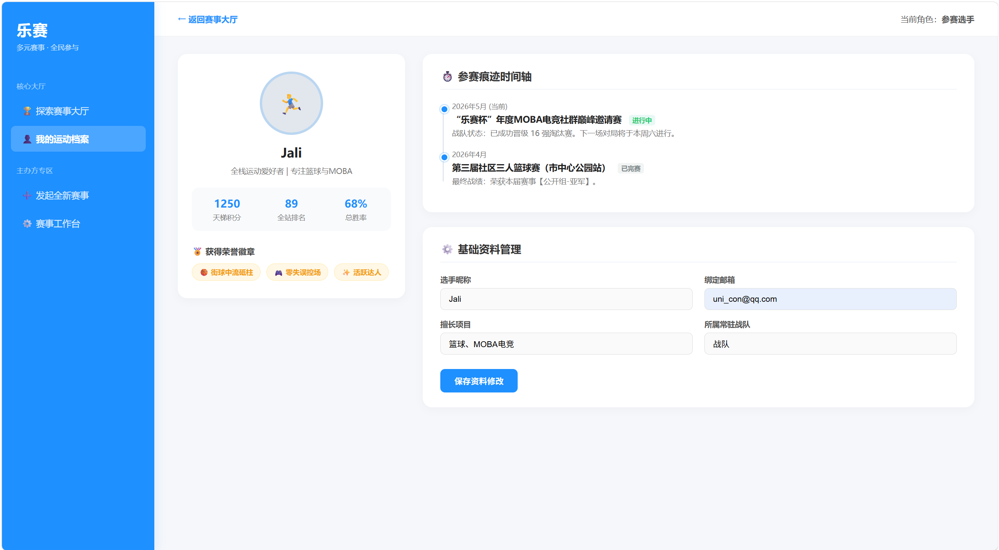 乐赛
多元赛事 · 全民参与
核心大厅
探索赛事大厅
我的运动档案
主办方专区
发起全新赛事
赛事工作台
← 返回赛事大厅
当前角色：参赛选手
Jali
全栈运动爱好者 | 专注篮球与MOBA
1250 89 68%
天梯积分 全站排名 总胜率
获得荣誉徽章
街球中流砥柱 零失误控场 活跃达人
参赛痕迹时间轴
2026年5月 (当前)
“乐赛杯”年度MOBA电竞社群巅峰邀请赛 进行中
战队状态：已成功晋级 16 强淘汰赛。下一场对局将于本周六进行。
2026年4月
第三届社区三人篮球赛（市中心公园站） 已完赛
最终战绩：荣获本届赛事【公开组-亚军】。
基础资料管理
选手昵称 绑定邮箱
Jali uni_con@qq.com
擅长项目 所属常驻战队
篮球、MOBA电竞 战队
保存资料修改